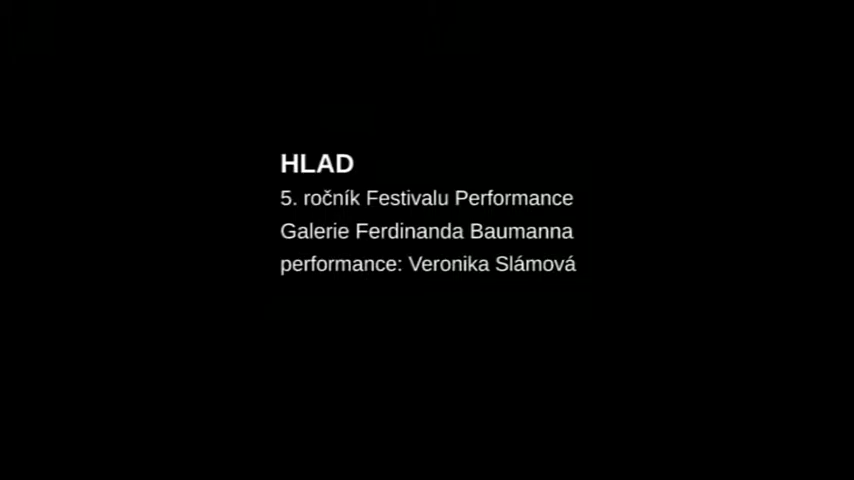 HLAD
5. ročník Festivalu Performance
Galerie Ferdinanda Baumanna
performance: Veronika Slámová